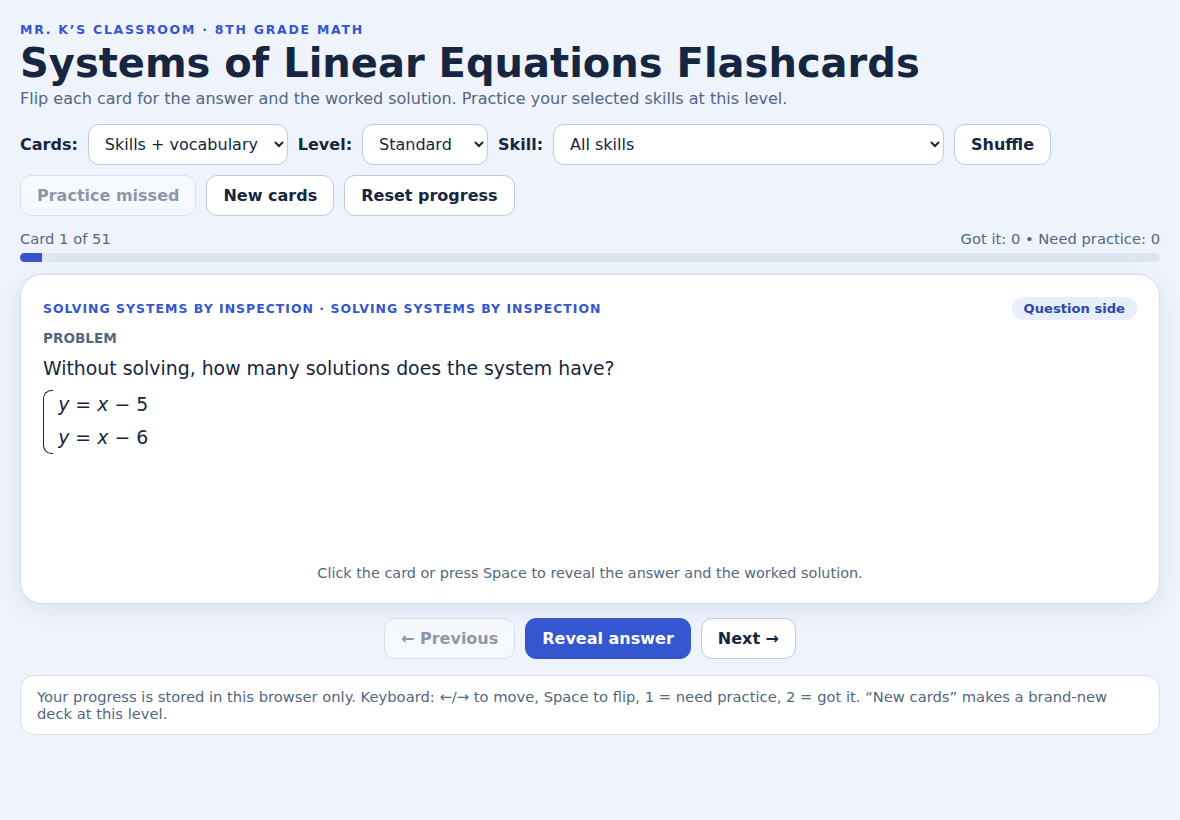 MR. K’S CLASSROOM · 8TH GRADE MATH
Systems of Linear Equations Flashcards
Flip each card for the answer and the worked solution. Practice your selected skills at this level.
Cards: Skills + vocabulary Level: Standard Skill: All skills Shuffle
Practice missed New cards Reset progress
Card 1 of 51 Got it: 0 • Need practice: 0
SOLVING SYSTEMS BY INSPECTION · SOLVING SYSTEMS BY INSPECTION Question side
PROBLEM
Without solving, how many solutions does the system have?
y = x − 5
y = x − 6
Click the card or press Space to reveal the answer and the worked solution.
← Previous Reveal answer Next →
Your progress is stored in this browser only. Keyboard: ←/→ to move, Space to flip, 1 = need practice, 2 = got it. “New cards” makes a brand-new
deck at this level.